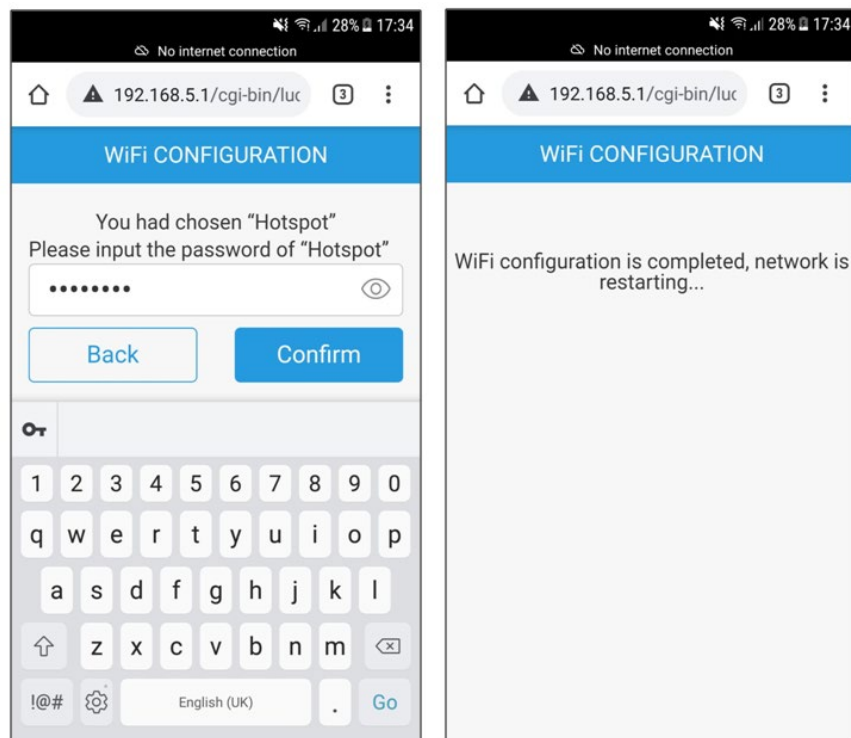 28% 17:34
No internet connection
192.168.5.1/cgi-bin/luc 3
WiFi CONFIGURATION
You had chosen “Hotspot”
Please input the password of “Hotspot”
••••••••
Back Confirm
1 2 3 4 5 6 7 8 9 0
q w e r t y u i o p
a s d f g h j k l
z x c v b n m
!@# English (UK) . Go
28% 17:34
No internet connection
192.168.5.1/cgi-bin/luc 3
WiFi CONFIGURATION
WiFi configuration is completed, network is
restarting...